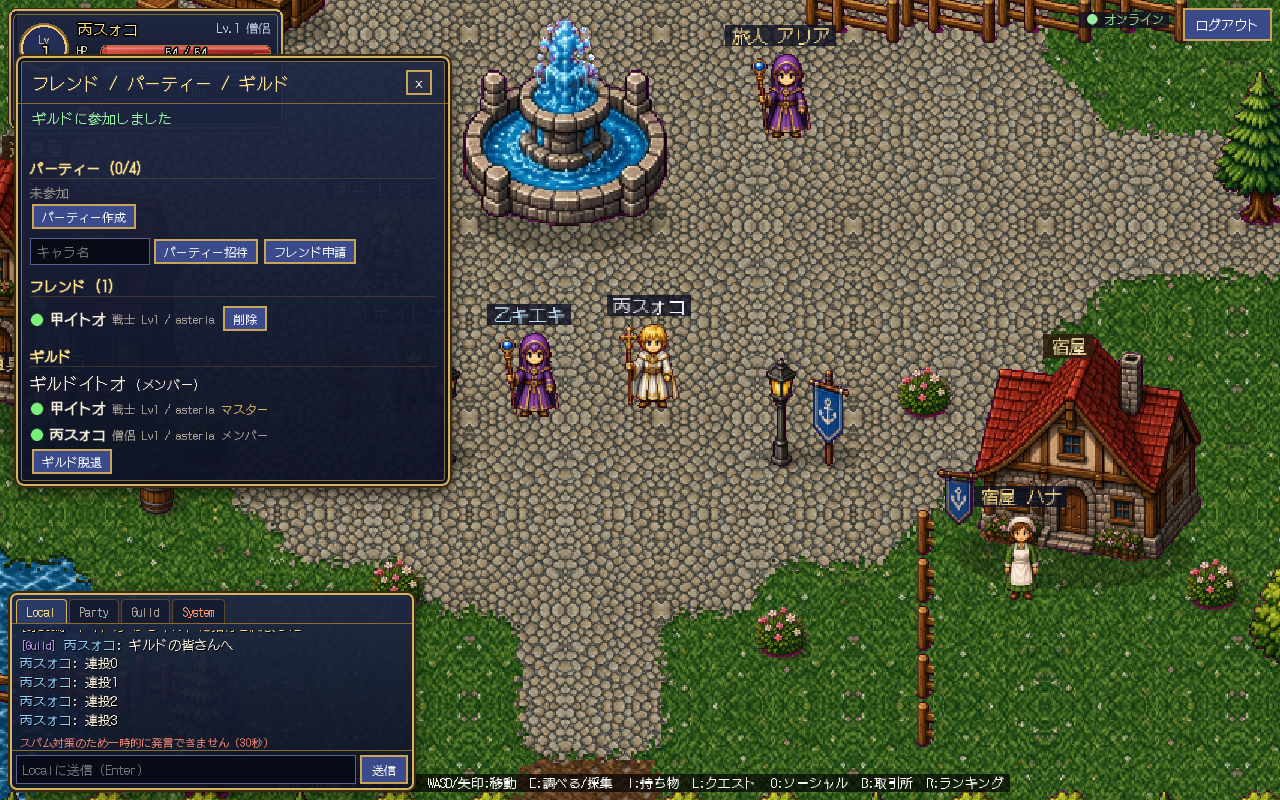 丙スオコ Lv.1 僧侶
Lv
1
HP 54 / 54
フレンド / パーティー / ギルド x
ギルドに参加しました
パーティー (0/4)
未参加
パーティー作成
キャラ名 パーティー招待 フレンド申請
フレンド (1)
甲イトオ 戦士 Lv1 / asteria 削除
ギルド
ギルドイトオ (メンバー)
甲イトオ 戦士 Lv1 / asteria マスター
丙スオコ 僧侶 Lv1 / asteria メンバー
ギルド脱退
旅人 アリア
オンライン
ログアウト
乙キエキ
丙スオコ
宿屋
宿屋 ハナ
Local Party Guild System
[Guild] 丙スオコ: ギルドの皆さんへ
丙スオコ: 連投0
丙スオコ: 連投1
丙スオコ: 連投2
丙スオコ: 連投3
スパム対策のため一時的に発言できません (30秒)
Localに送信 (Enter) 送信
WASD/矢印:移動 E:調べる/採集 I:持ち物 L:クエスト O:ソーシャル B:取引所 R:ランキング